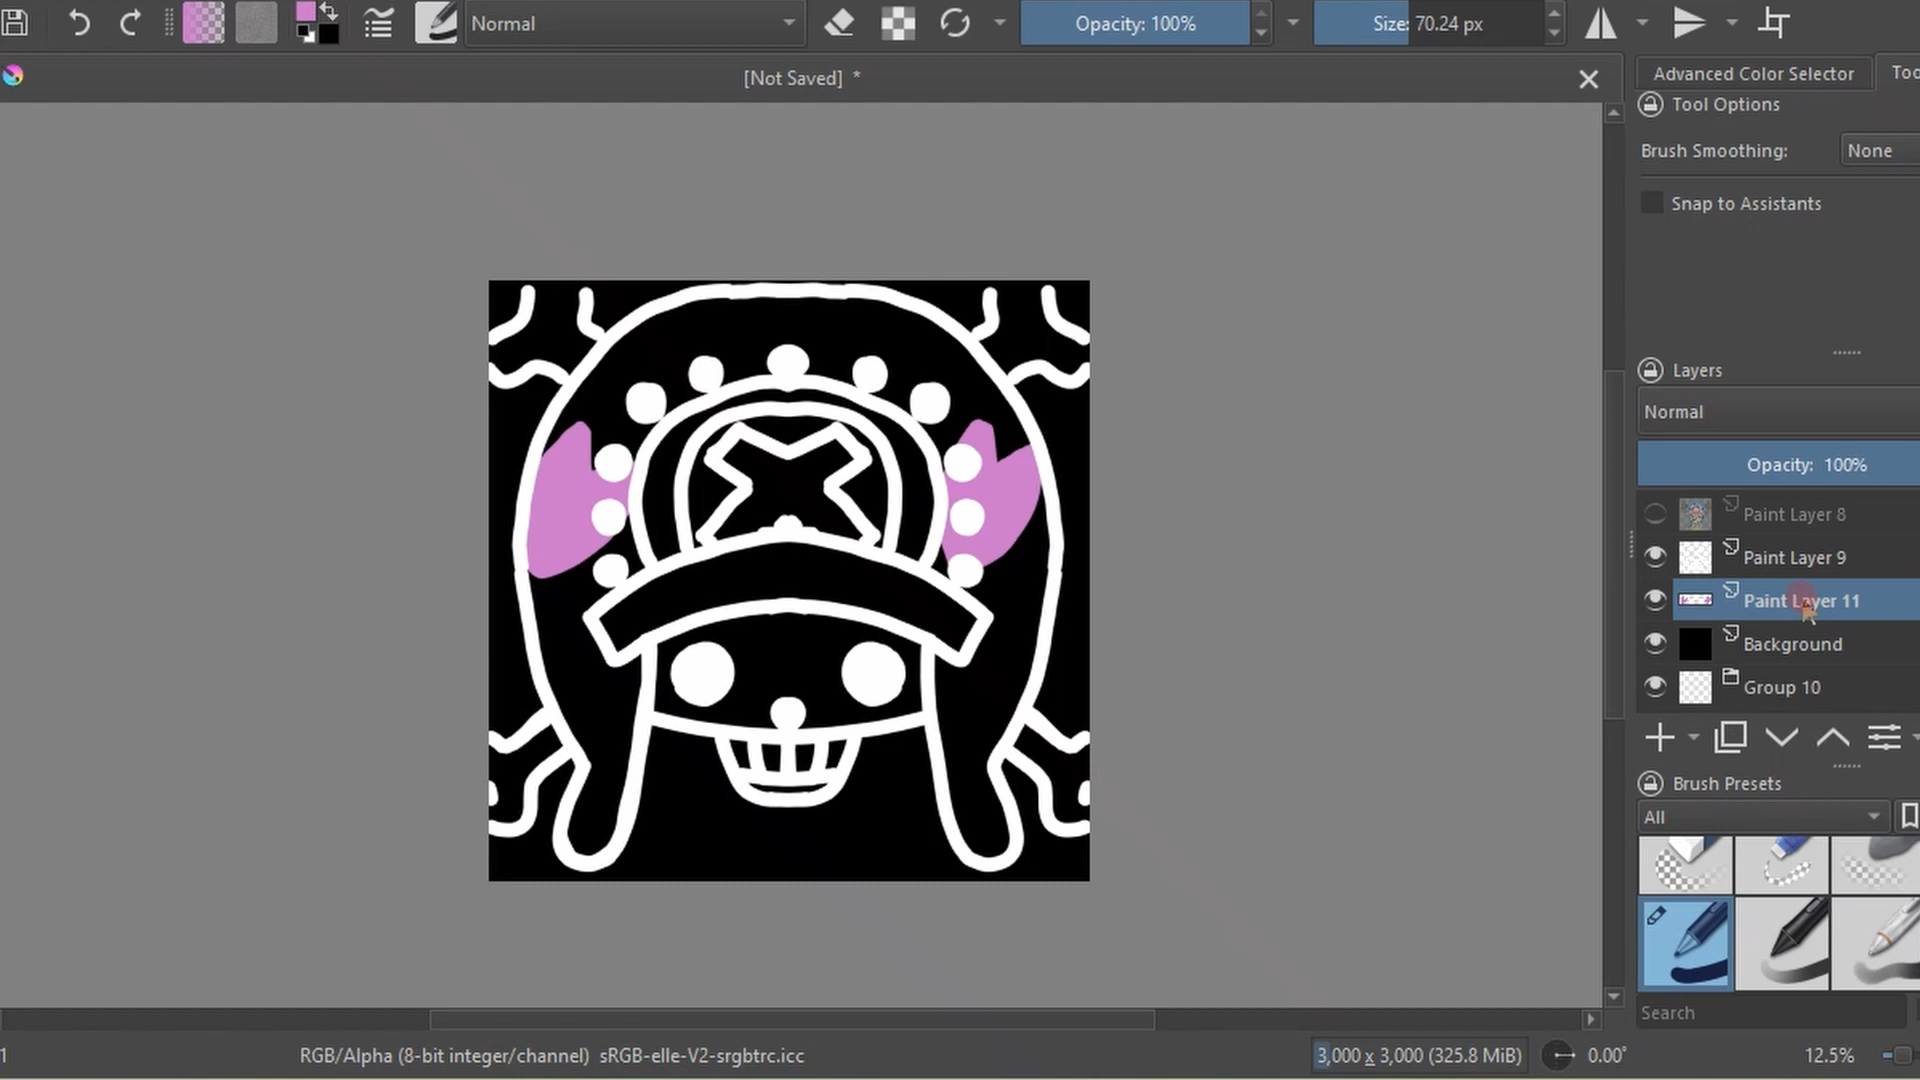 Normal
Opacity: 100%
Size: 70.24 px
[Not Saved] *
Advanced Color Selector
Too
Tool Options
Brush Smoothing:
None
Snap to Assistants
Layers
Normal
Opacity: 100%
Paint Layer 8
Paint Layer 9
Paint Layer 11
Background
Group 10
Brush Presets
All
Search
1
RGB/Alpha (8-bit integer/channel) sRGB-elle-V2-srgbtrc.icc
3,000 x 3,000 (325.8 MiB)
0.00°
12.5%